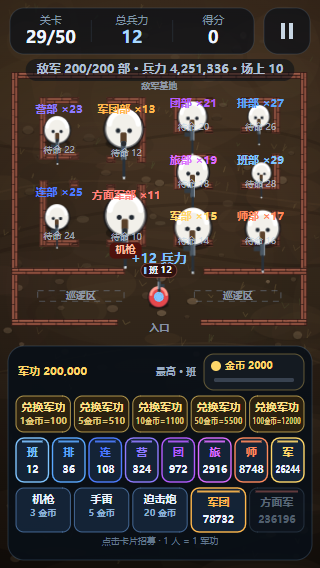 关卡
29/50
总兵力
12
得分
0
敌军 200/200 部 · 兵力 4,251,336 · 场上 10
敌军基地
营部 ×23
待命 22
军团部 ×13
待命 12
团部 ×21
待命 20
排部 ×27
待命 26
旅部 ×19
待命 18
班部 ×29
待命 28
连部 ×25
待命 24
方面军部 ×11
待命 10
军部 ×15
师部 ×17
机枪
+12 兵力
班 12
巡逻区
巡逻区
入口
军功 200,000
最高 · 班
金币 2000
兑换军功
1金币=100
兑换军功
5金币=510
兑换军功
10金币=1100
兑换军功
50金币=5500
兑换军功
100金币=12000
班
12
排
36
连
108
营
324
团
972
旅
2916
师
8748
军
26244
机枪
3 金币
手雷
5 金币
迫击炮
20 金币
军团
78732
方面军
236196
点击卡片招募 · 1 人 = 1 军功